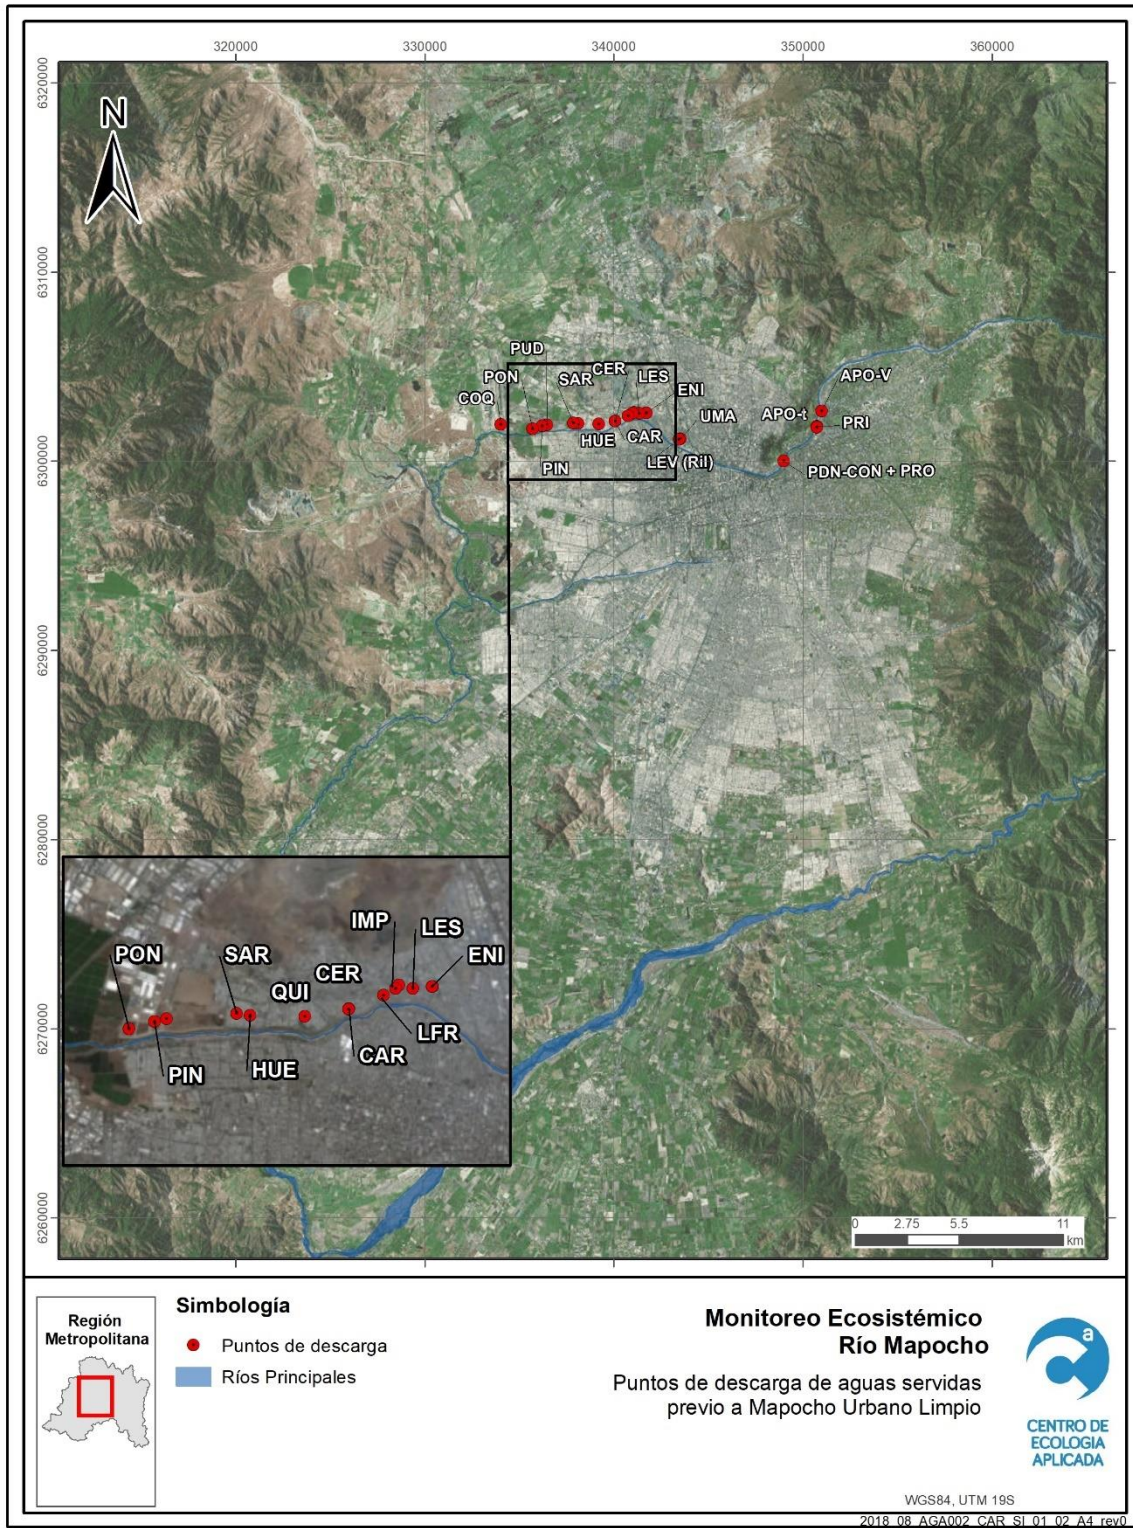 320000 330000 340000 350000 360000
6320000
N
6310000
PUD
CER
PON SAR LES APO-V
COQ ENI
UMA APO-t PRI
HUE CAR
PIN LEV (Ril) PDN-CON + PRO
6300000
6290000
6280000
IMP LES
PON SAR CER ENI
QUI
LFR
PIN HUE CAR
6270000
6260000
0 2.75 5.5 11
km
Región
Metropolitana
Simbología
Puntos de descarga
Ríos Principales
Monitoreo Ecosistémico
Río Mapocho
Puntos de descarga de aguas servidas
previo a Mapocho Urbano Limpio
a
CENTRO DE
ECOLOGIA
APLICADA
WGS84, UTM 19S
2018_08_AGA002_CAR_SI_01_02_A4_rev0